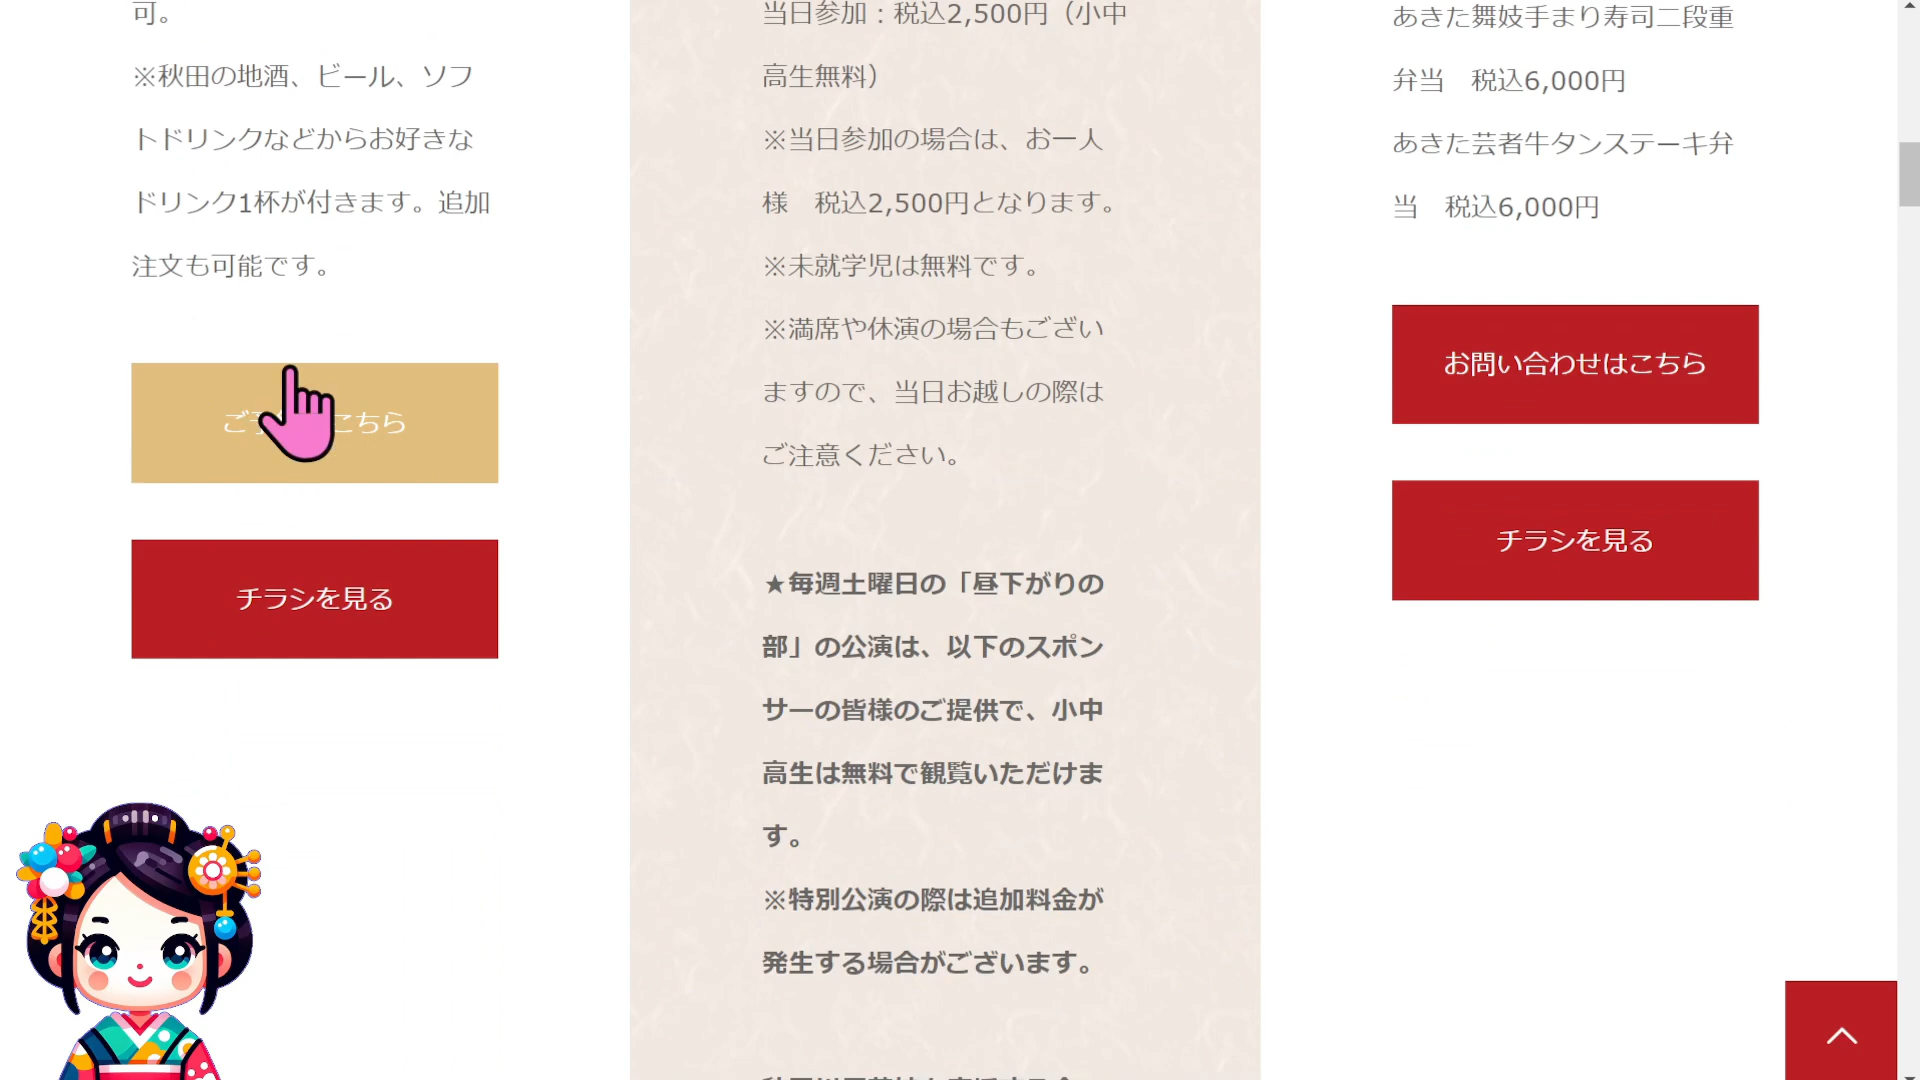 可。
※秋田の地酒、ビール、ソフ
トドリンクなどからお好きな
ドリンク1杯が付きます。追加
注文も可能です。
こちら
チラシを見る
当日参加：税込2,500円（小中
高生無料）
※当日参加の場合は、お一人
様　税込2,500円となります。
※未就学児は無料です。
※満席や休演の場合もござい
ますので、当日お越しの際は
ご注意ください。
★毎週土曜日の「昼下がりの
部」の公演は、以下のスポン
サーの皆様のご提供で、小中
高生は無料で観覧いただけま
す。
※特別公演の際は追加料金が
発生する場合がございます。
あきた舞妓手まり寿司二段重
弁当　税込6,000円
あきた芸者牛タンステーキ弁
当　税込6,000円
お問い合わせはこちら
チラシを見る